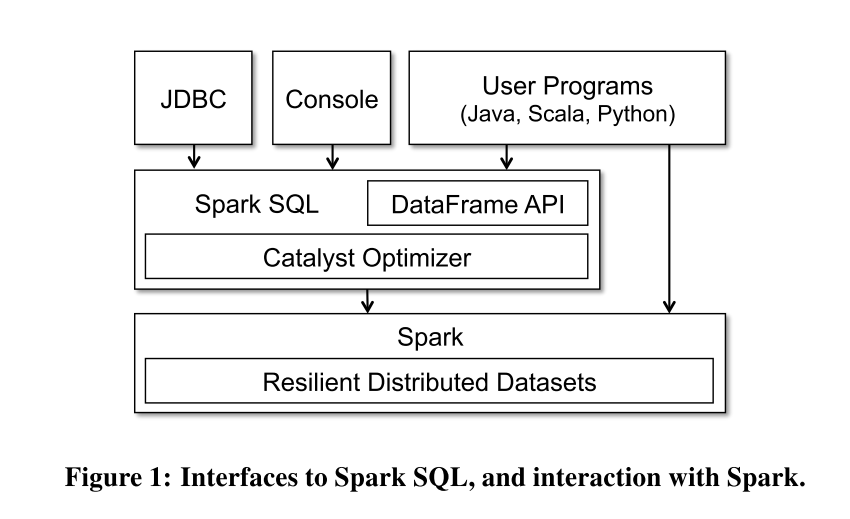 JDBC
Console
User Programs
(Java, Scala, Python)
Spark SQL
DataFrame API
Catalyst Optimizer
Spark
Resilient Distributed Datasets
Figure 1: Interfaces to Spark SQL, and interaction with Spark.